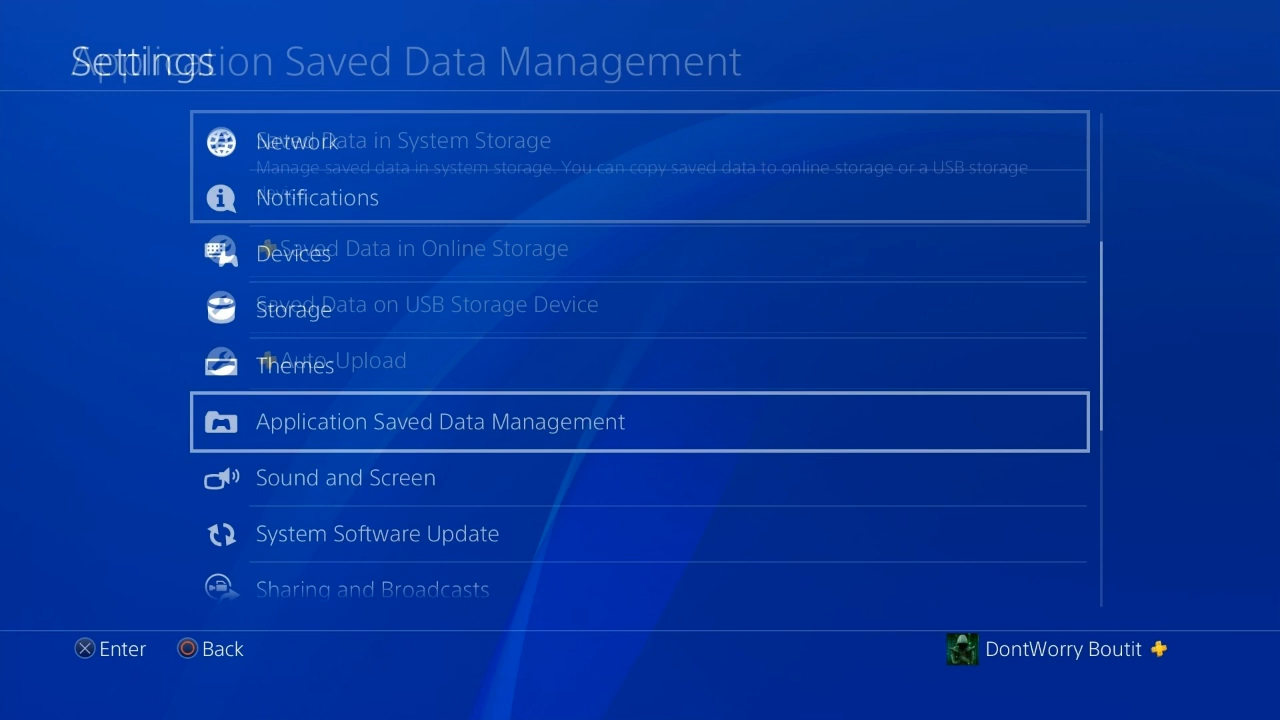 Settings
Application Saved Data Management
Network
Saved Data in System Storage
Manage saved data in system storage. You can copy saved data to online storage or a USB storage
Notifications
Devices
Saved Data in Online Storage
Storage
Saved Data on USB Storage Device
Themes
Auto-Upload
Application Saved Data Management
Sound and Screen
System Software Update
Sharing and Broadcasts
Enter
Back
DontWorry Boutit